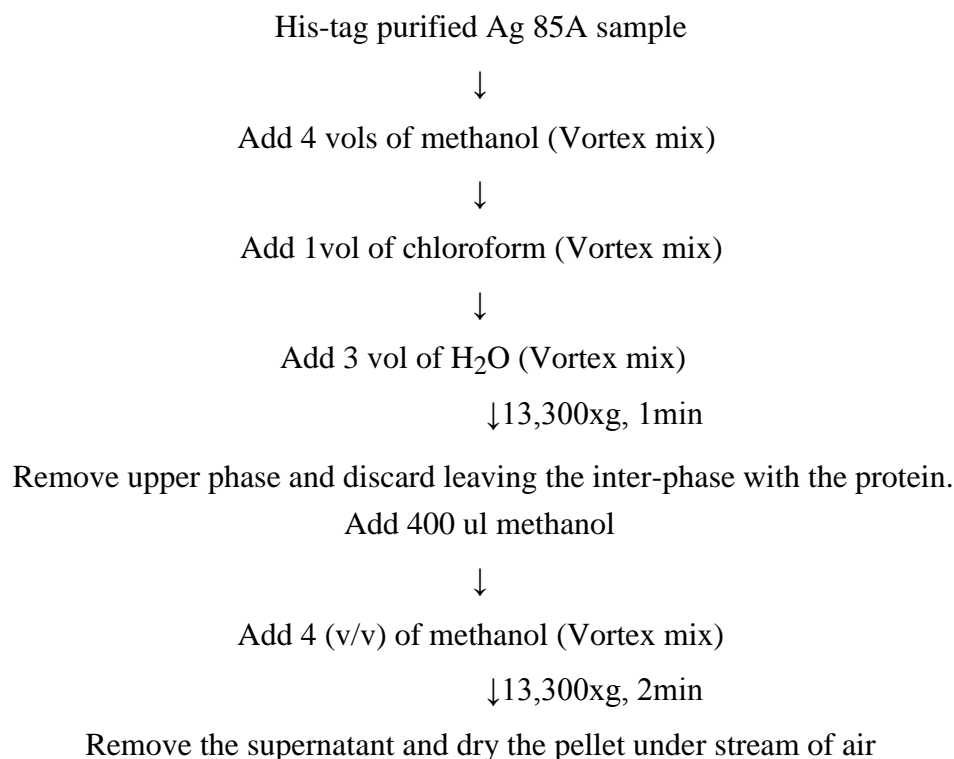 His-tag purified Ag 85A sample
↓
Add 4 vols of methanol (Vortex mix)
↓
Add 1vol of chloroform (Vortex mix)
↓
Add 3 vol of H₂O (Vortex mix)
↓13,300xg, 1min
Remove upper phase and discard leaving the inter-phase with the protein.
Add 400 ul methanol
↓
Add 4 (v/v) of methanol (Vortex mix)
↓13,300xg, 2min
Remove the supernatant and dry the pellet under stream of air